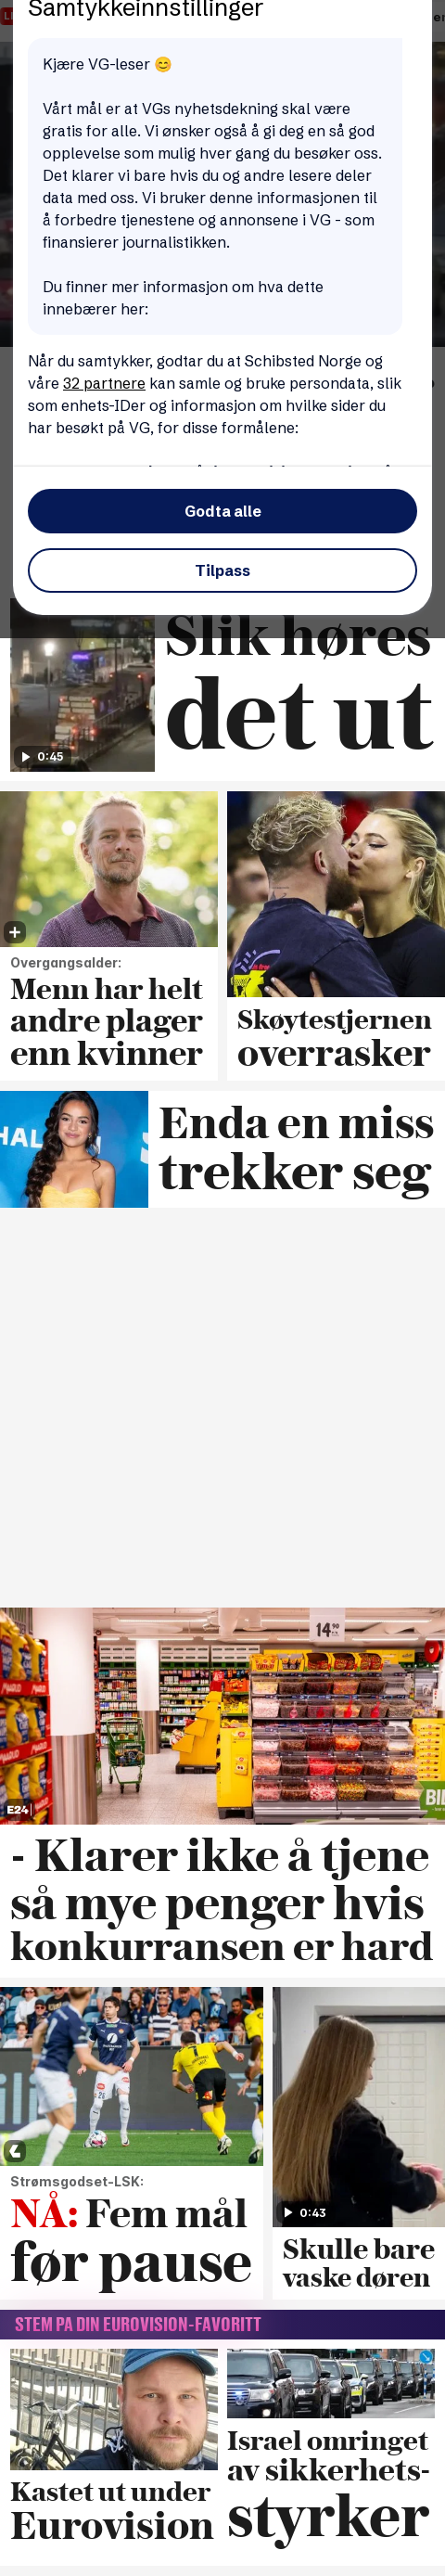 Samtykkeinnstillinger
Kjære VG-leser 😊
Vårt mål er at VGs nyhetsdekning skal være
gratis for alle. Vi ønsker også å gi deg en så god
opplevelse som mulig hver gang du besøker oss.
Det klarer vi bare hvis du og andre lesere deler
data med oss. Vi bruker denne informasjonen til
å forbedre tjenestene og annonsene i VG - som
finansierer journalistikken.
Du finner mer informasjon om hva dette
innebærer her:
Når du samtykker, godtar du at Schibsted Norge og
våre 32 partnere kan samle og bruke persondata, slik
som enhets-IDer og informasjon om hvilke sider du
har besøkt på VG, for disse formålene:
Godta alle
Tilpass
Slik høres
det ut
0:45
Overgangsalder:
Menn har helt
andre plager
enn kvinner
Skøytestjernen
overrasker
Enda en miss
trekker seg
14⁹⁰
E24
- Klarer ikke å tjene
så mye penger hvis
konkurransen er hard
Strømsgodset-LSK:
NÅ: Fem mål
før pause
0:43
Skulle bare
vaske døren
STEM PÅ DIN EUROVISION-FAVORITT
Kastet ut under
Eurovision
Israel omringet
av sikkerhets-
styrker